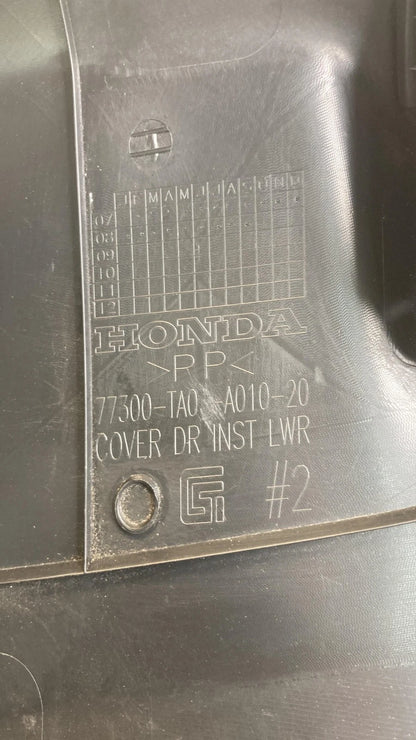 J F M A M J J A S O N D
07
08
09
10
11
12
HONDA
>PP<
77300-TA0 -A010-20
COVER DR INST LWR
G #2